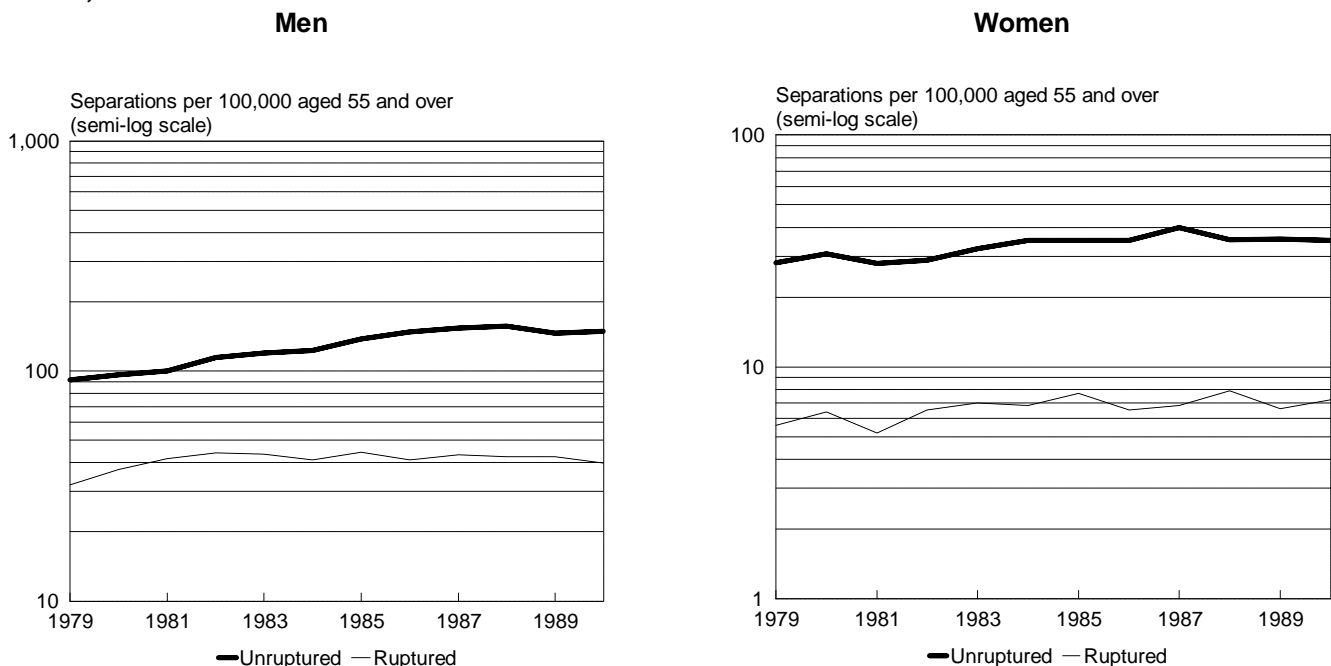 Men
Separations per 100,000 aged 55 and over
(semi-log scale)
1,000
100
10
1979 1981 1983 1985 1987 1989
Unruptured Ruptured
Women
Separations per 100,000 aged 55 and over
(semi-log scale)
100
10
1
1979 1981 1983 1985 1987 1989
Unruptured Ruptured